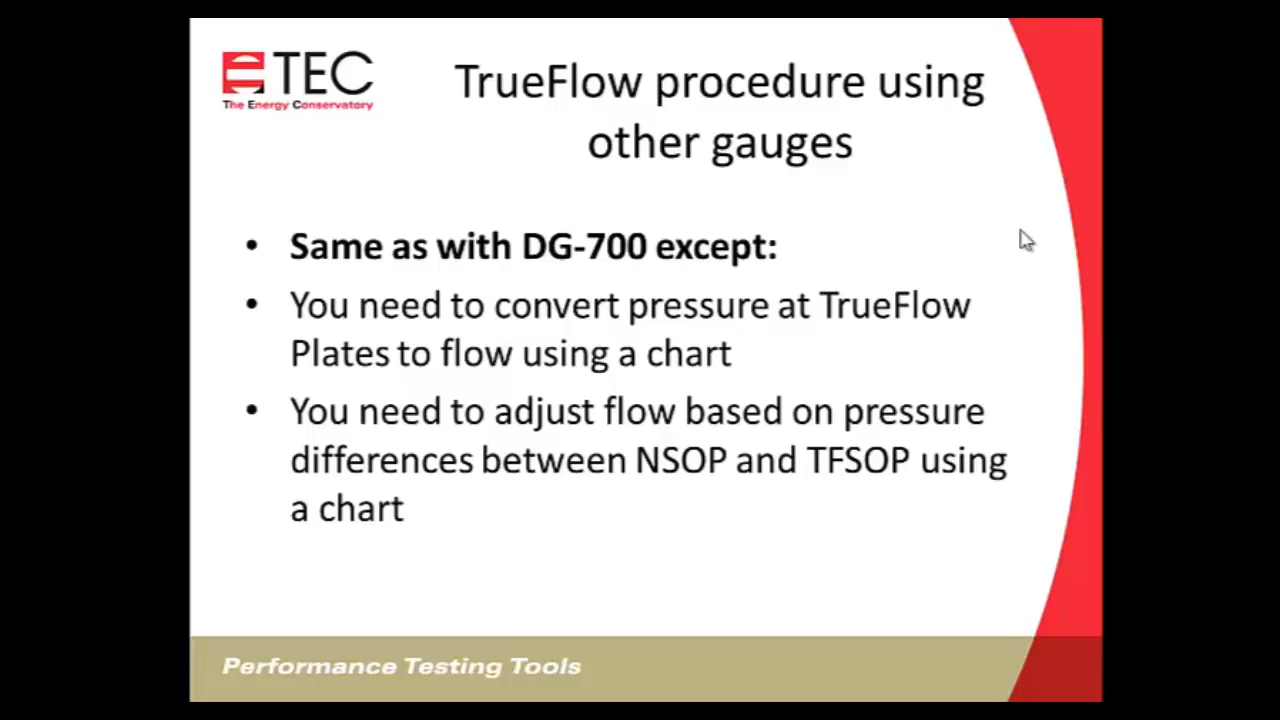 TEC
The Energy Conservatory
TrueFlow procedure using
other gauges
• Same as with DG-700 except:
• You need to convert pressure at TrueFlow
Plates to flow using a chart
• You need to adjust flow based on pressure
differences between NSOP and TFSOP using
a chart
Performance Testing Tools